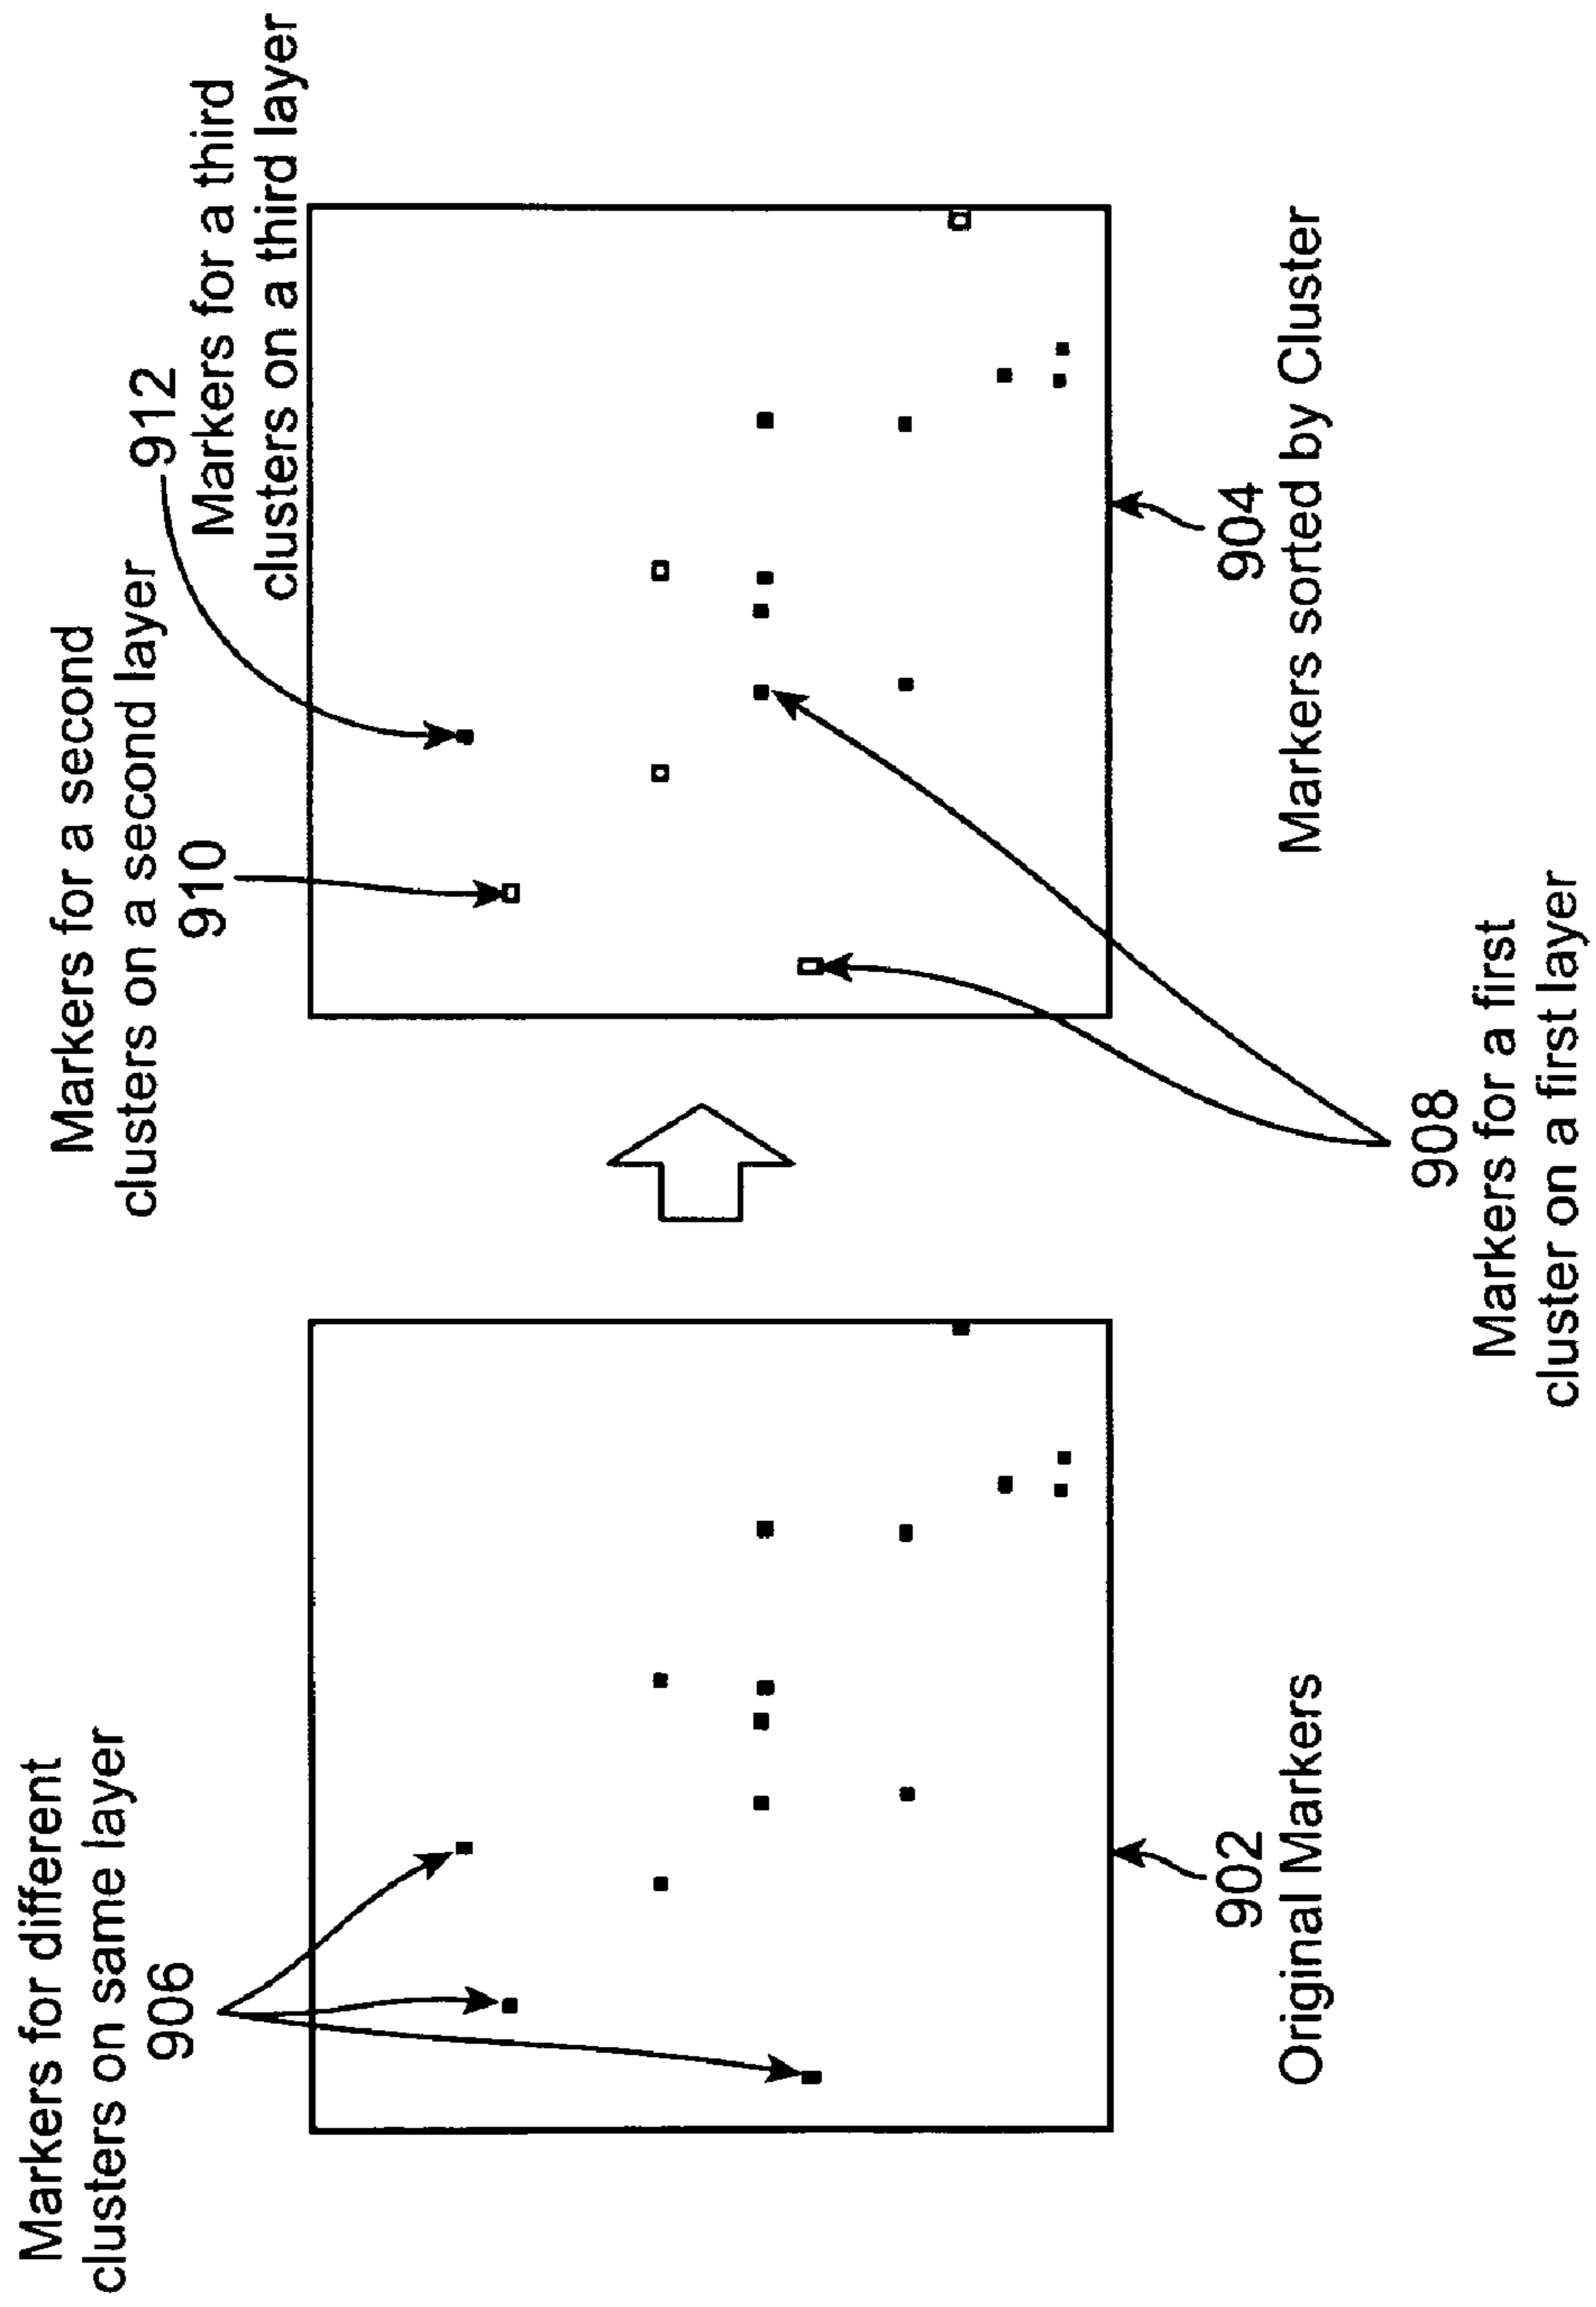 Markers for different
clusters on same layer
906
902
Original Markers
Markers for a second
clusters on a second layer
910
912
Markers for a third
clusters on a third layer
904
Markers sorted by Cluster
908
Markers for a first
cluster on a first layer